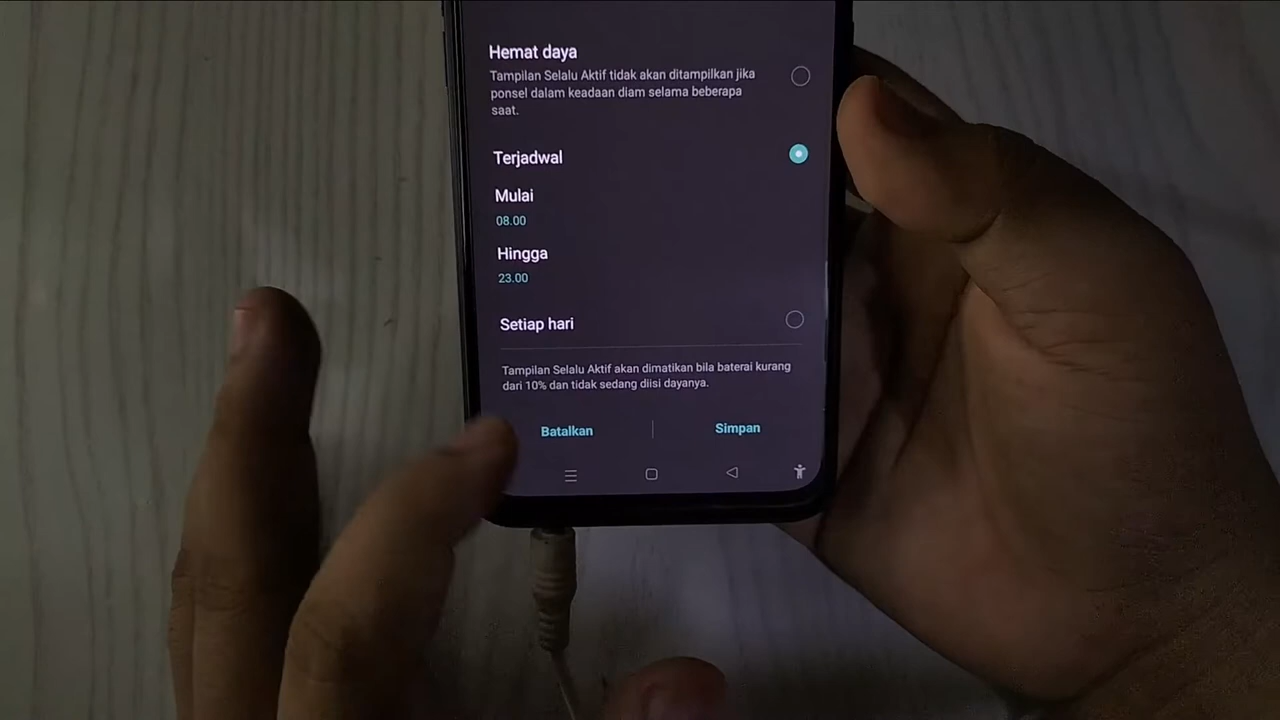 Hemat daya
Tampilan Selalu Aktif tidak akan ditampilkan jika
ponsel dalam keadaan diam selama beberapa
saat.
Terjadwal
Mulai
08.00
Hingga
23.00
Setiap hari
Tampilan Selalu Aktif akan dimatikan bila baterai kurang
dari 10% dan tidak sedang diisi dayanya.
Batalkan
Simpan